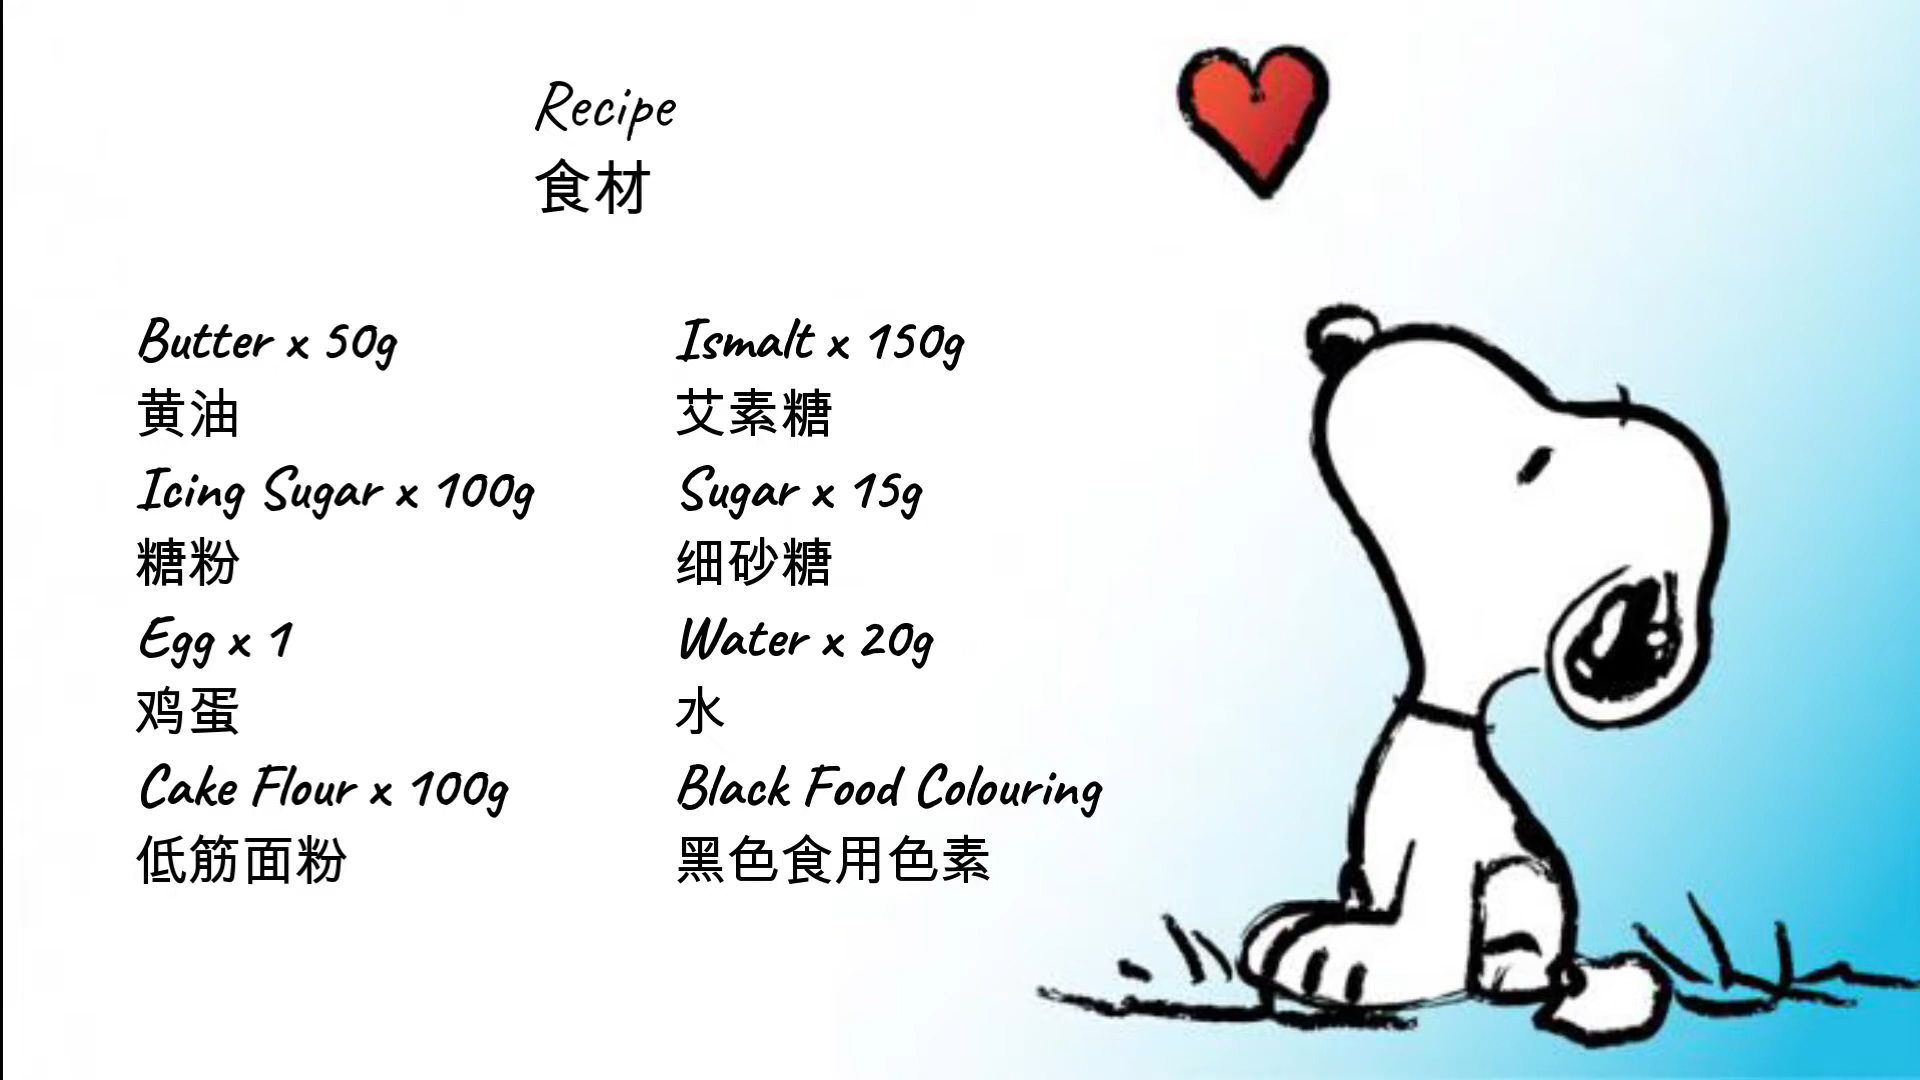 Recipe
食材
Butter x 50g
黄油
Icing Sugar x 100g
糖粉
Egg x 1
鸡蛋
Cake Flour x 100g
低筋面粉
Ismalt x 150g
艾素糖
Sugar x 15g
细砂糖
Water x 20g
水
Black Food Colouring
黑色食用色素